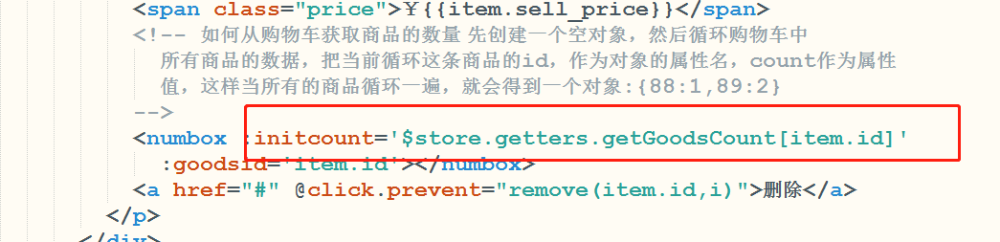 <span class="price">¥{{item.sell_price}}</span>
<!-- 如何从购物车获取商品的数量 先创建一个空对象，然后循环购物车中
所有商品的数据，把当前循环这条商品的id，作为对象的属性名，count作为属性
值，这样当所有的商品循环一遍，就会得到一个对象:{88:1,89:2}
-->
<numbox :initcount='$store.getters.getGoodsCount[item.id]'
:goodsid='item.id'></numbox>
<a href="#" @click.prevent="remove(item.id,i)">删除</a>
</p>
</div>